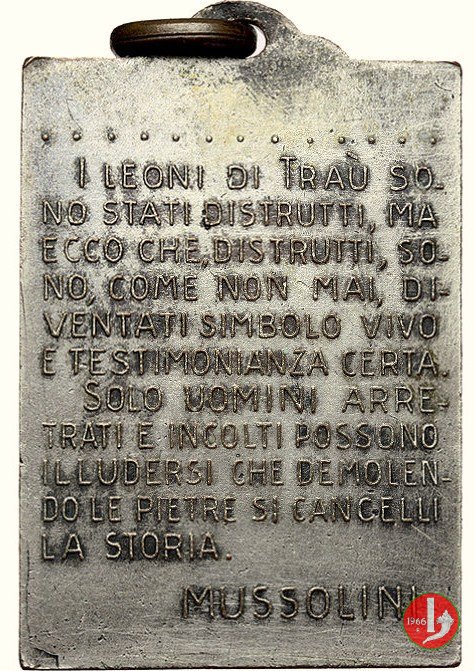 I LEONI DI TRAÙ SO-
NO STATI DISTRUTTI, MA
ECCO CHE, DISTRUTTI, SO-
NO, COME NON MAI, DI-
VENTATI SIMBOLO VIVO
E TESTIMONIANZA CERTA.
SOLO UOMINI ARRE-
TRATI E INCOLTI POSSONO
ILLUDERSI CHE DEMOLEN-
DO LE PIETRE SI CANCELLI
LA STORIA.
MUSSOLINI
1966